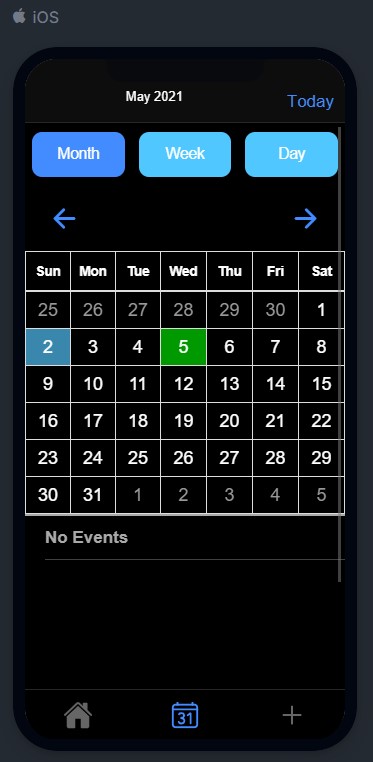 iOS
May 2021
Today
Month Week Day
Sun Mon Tue Wed Thu Fri Sat
25 26 27 28 29 30 1
2 3 4 5 6 7 8
9 10 11 12 13 14 15
16 17 18 19 20 21 22
23 24 25 26 27 28 29
30 31 1 2 3 4 5
No Events
31